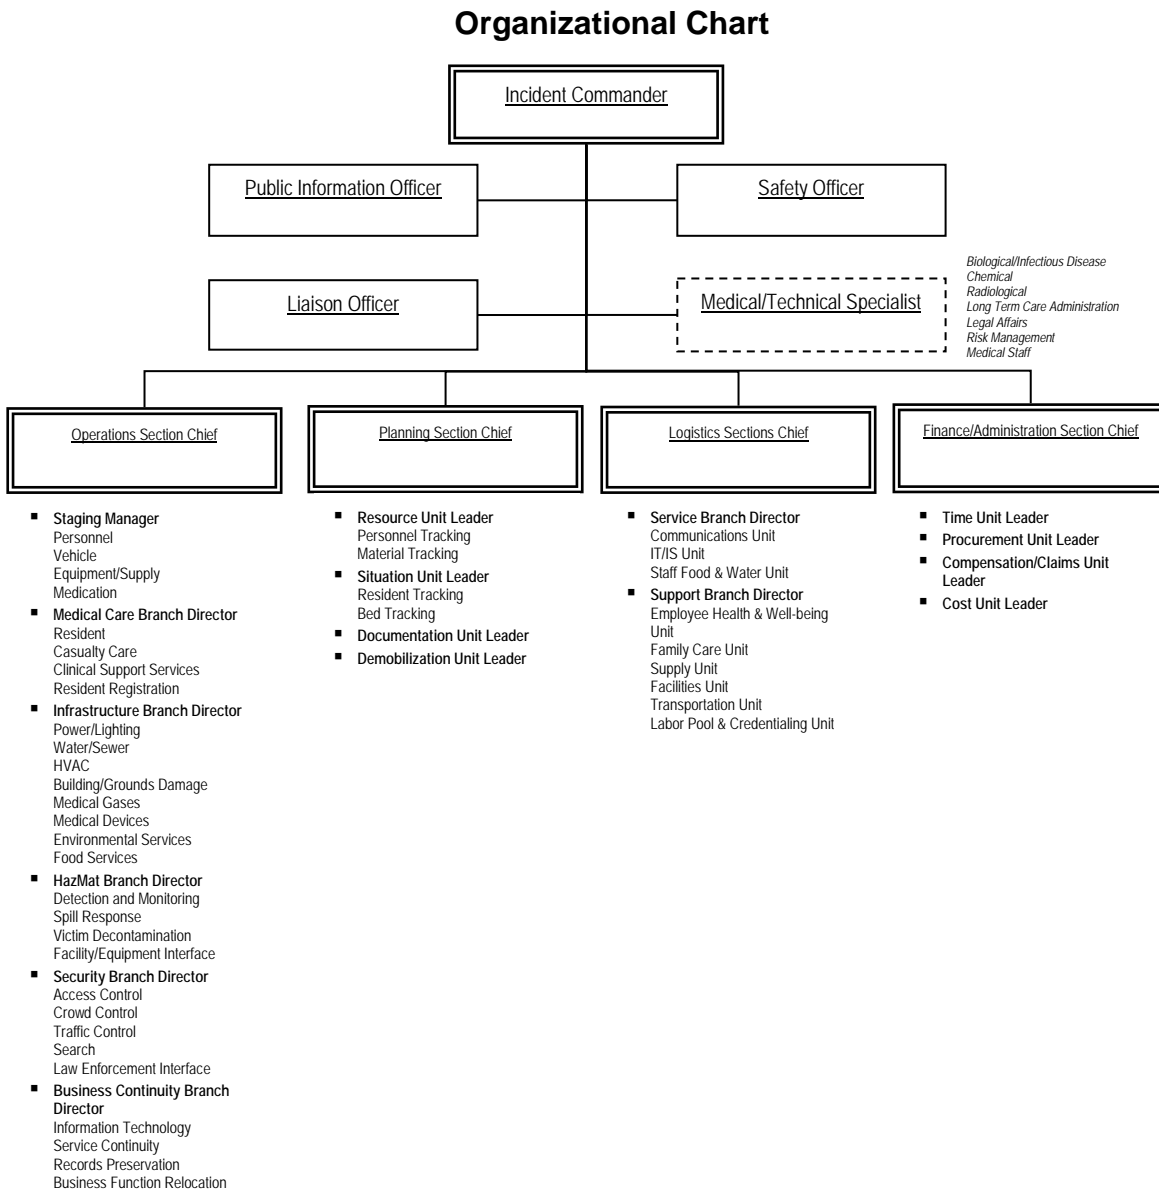 Organizational Chart
Incident Commander
Public Information Officer
Safety Officer
Liaison Officer
Medical/Technical Specialist
Biological/Infectious Disease
Chemical
Radiological
Long Term Care Administration
Legal Affairs
Risk Management
Medical Staff
Operations Section Chief
Planning Section Chief
Logistics Sections Chief
Finance/Administration Section Chief
▪ Staging Manager
Personnel
Vehicle
Equipment/Supply
Medication
▪ Medical Care Branch Director
Resident
Casualty Care
Clinical Support Services
Resident Registration
▪ Infrastructure Branch Director
Power/Lighting
Water/Sewer
HVAC
Building/Grounds Damage
Medical Gases
Medical Devices
Environmental Services
Food Services
▪ HazMat Branch Director
Detection and Monitoring
Spill Response
Victim Decontamination
Facility/Equipment Interface
▪ Security Branch Director
Access Control
Crowd Control
Traffic Control
Search
Law Enforcement Interface
▪ Business Continuity Branch
Director
Information Technology
Service Continuity
Records Preservation
Business Function Relocation
▪ Resource Unit Leader
Personnel Tracking
Material Tracking
▪ Situation Unit Leader
Resident Tracking
Bed Tracking
▪ Documentation Unit Leader
▪ Demobilization Unit Leader
▪ Service Branch Director
Communications Unit
IT/IS Unit
Staff Food & Water Unit
▪ Support Branch Director
Employee Health & Well-being
Unit
Family Care Unit
Supply Unit
Facilities Unit
Transportation Unit
Labor Pool & Credentialing Unit
▪ Time Unit Leader
▪ Procurement Unit Leader
▪ Compensation/Claims Unit
Leader
▪ Cost Unit Leader